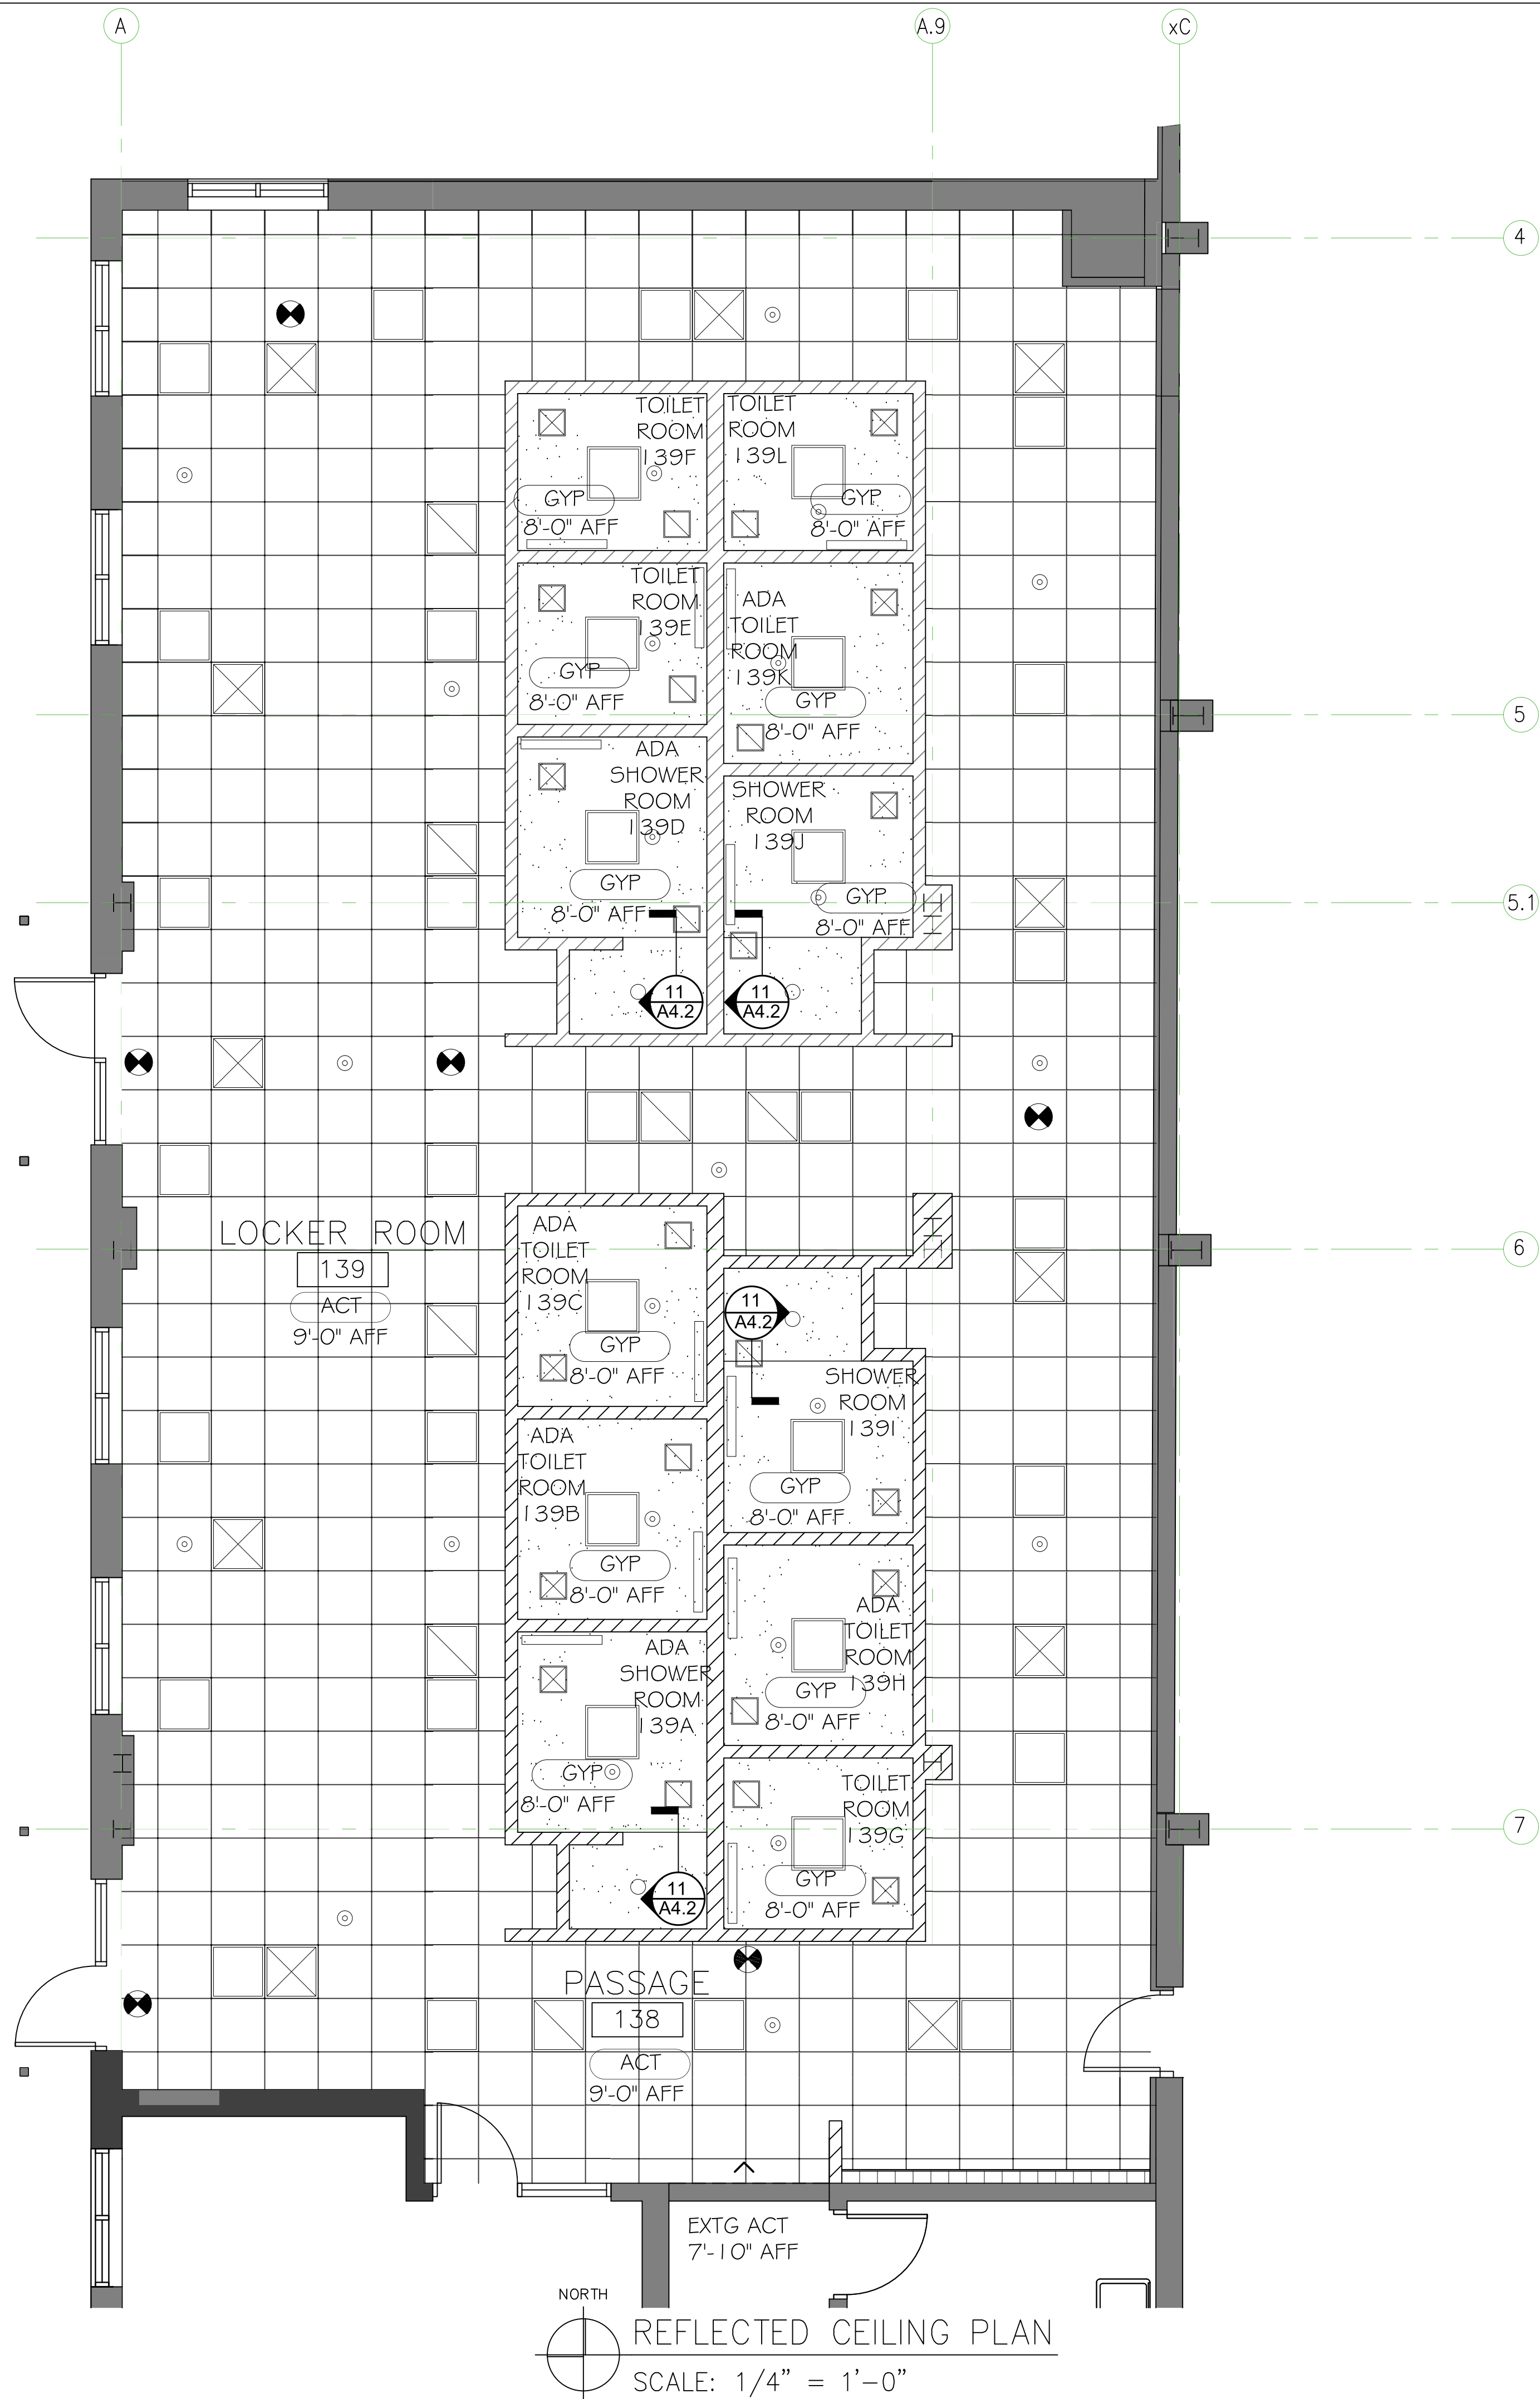 A
A.9
xC
4
TOILET
ROOM
139F
GYP
8'-0" AFF
TOILET
ROOM
139L
GYP
8'-0" AFF
TOILET
ROOM
139E
GYP
8'-0" AFF
ADA
TOILET
ROOM
139K
GYP
8'-0" AFF
5
ADA
SHOWER
ROOM
139D
GYP
8'-0" AFF
SHOWER
ROOM
139J
GYP
8'-0" AFF
5.1
11
A4.2
11
A4.2
LOCKER ROOM
139
ACT
9'-0" AFF
ADA
TOILET
ROOM
139C
GYP
8'-0" AFF
6
11
A4.2
SHOWER
ROOM
139I
GYP
8'-0" AFF
ADA
TOILET
ROOM
139B
GYP
8'-0" AFF
ADA
TOILET
ROOM
139H
GYP
8'-0" AFF
ADA
SHOWER
ROOM
139A
GYP
8'-0" AFF
TOILET
ROOM
139G
GYP
8'-0" AFF
7
11
A4.2
PASSAGE
138
ACT
9'-0" AFF
EXTG ACT
7'-10" AFF
NORTH
REFLECTED CEILING PLAN
SCALE: 1/4" = 1'-0"